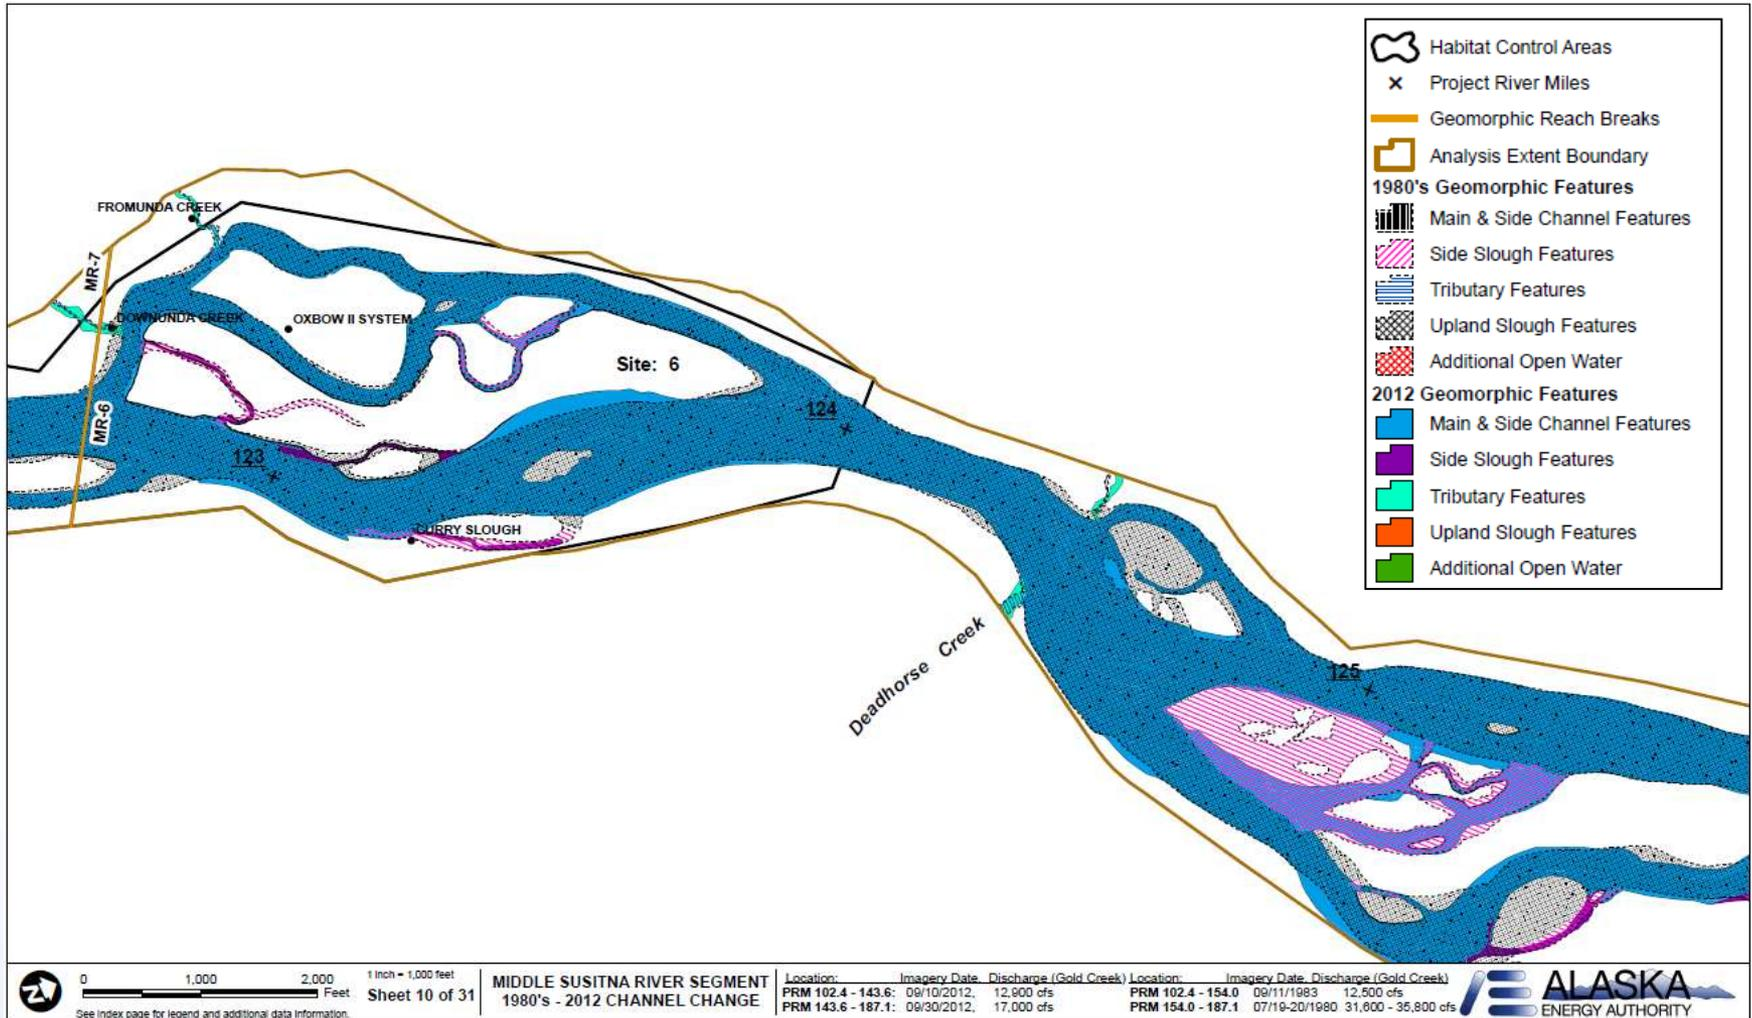 Habitat Control Areas
Project River Miles
Geomorphic Reach Breaks
Analysis Extent Boundary
1980's Geomorphic Features
Main & Side Channel Features
Side Slough Features
Tributary Features
Upland Slough Features
Additional Open Water
2012 Geomorphic Features
Main & Side Channel Features
Side Slough Features
Tributary Features
Upland Slough Features
Additional Open Water
FROMUNDA CREEK
MR-7
DOWNUNDA CREEK
OXBOW II SYSTEM
Site: 6
MR-6
124
123
CURRY SLOUGH
Deadhorse Creek
125
N
0 1,000 2,000
Feet
1 inch = 1,000 feet
Sheet 10 of 31
See index page for legend and additional data information.
MIDDLE SUSITNA RIVER SEGMENT
1980's - 2012 CHANNEL CHANGE
Location: Imagery Date, Discharge (Gold Creek) Location: Imagery Date, Discharge (Gold Creek)
PRM 102.4 - 143.6: 09/10/2012, 12,900 cfs PRM 102.4 - 154.0 09/11/1983 12,500 cfs
PRM 143.6 - 187.1: 09/30/2012, 17,000 cfs PRM 154.0 - 187.1 07/19-20/1980 31,600 - 35,800 cfs
ALASKA
ENERGY AUTHORITY